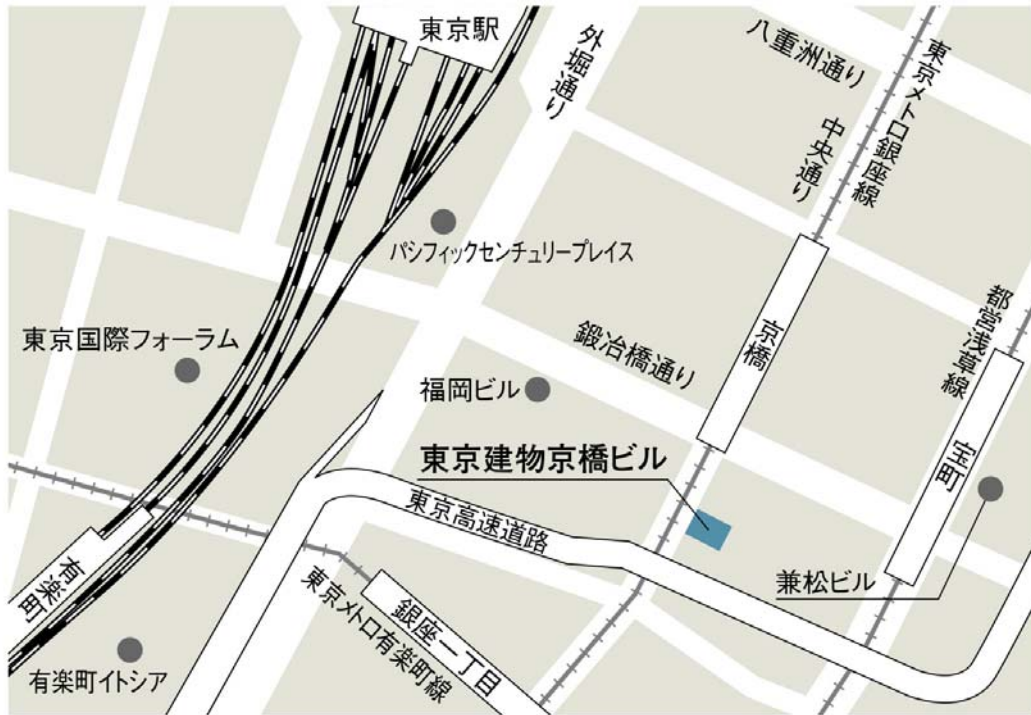 東京駅
外堀通り
八重洲通り
東京メトロ銀座線
中央通り
パシフィックセンチュリープレイス
都営浅草線
京橋
鍛冶橋通り
東京国際フォーラム
福岡ビル
宝町
東京建物京橋ビル
東京高速道路
有楽町
兼松ビル
銀座一丁目
東京メトロ有楽町線
有楽町イトシア